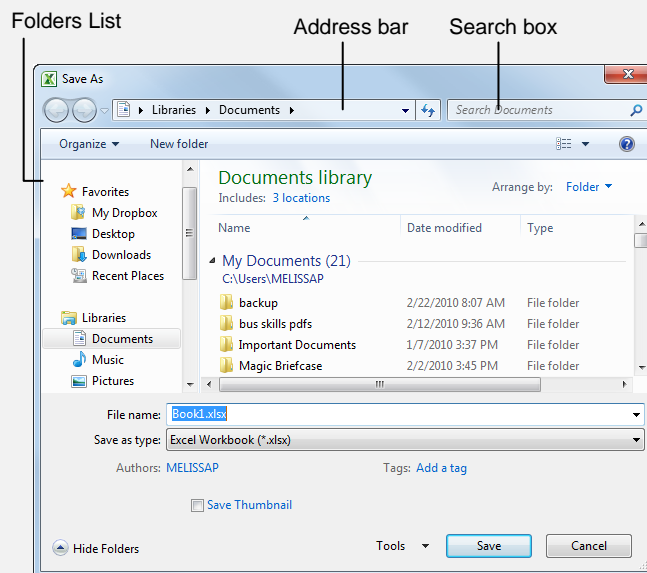 Folders List
Address bar
Search box
Save As
Libraries
Documents
Search Documents
Organize
New folder
Favorites
My Dropbox
Desktop
Downloads
Recent Places
Libraries
Documents
Music
Pictures
Documents library
Includes: 3 locations
Arrange by: Folder
Name Date modified Type
My Documents (21)
C:\Users\MELISSAP
backup 2/22/2010 8:07 AM File folder
bus skills pdfs 2/12/2010 9:36 AM File folder
Important Documents 1/7/2010 3:37 PM File folder
Magic Briefcase 2/2/2010 3:45 PM File folder
File name: Book1.xlsx
Save as type: Excel Workbook (*.xlsx)
Authors: MELISSAP Tags: Add a tag
Save Thumbnail
Hide Folders Tools Save Cancel